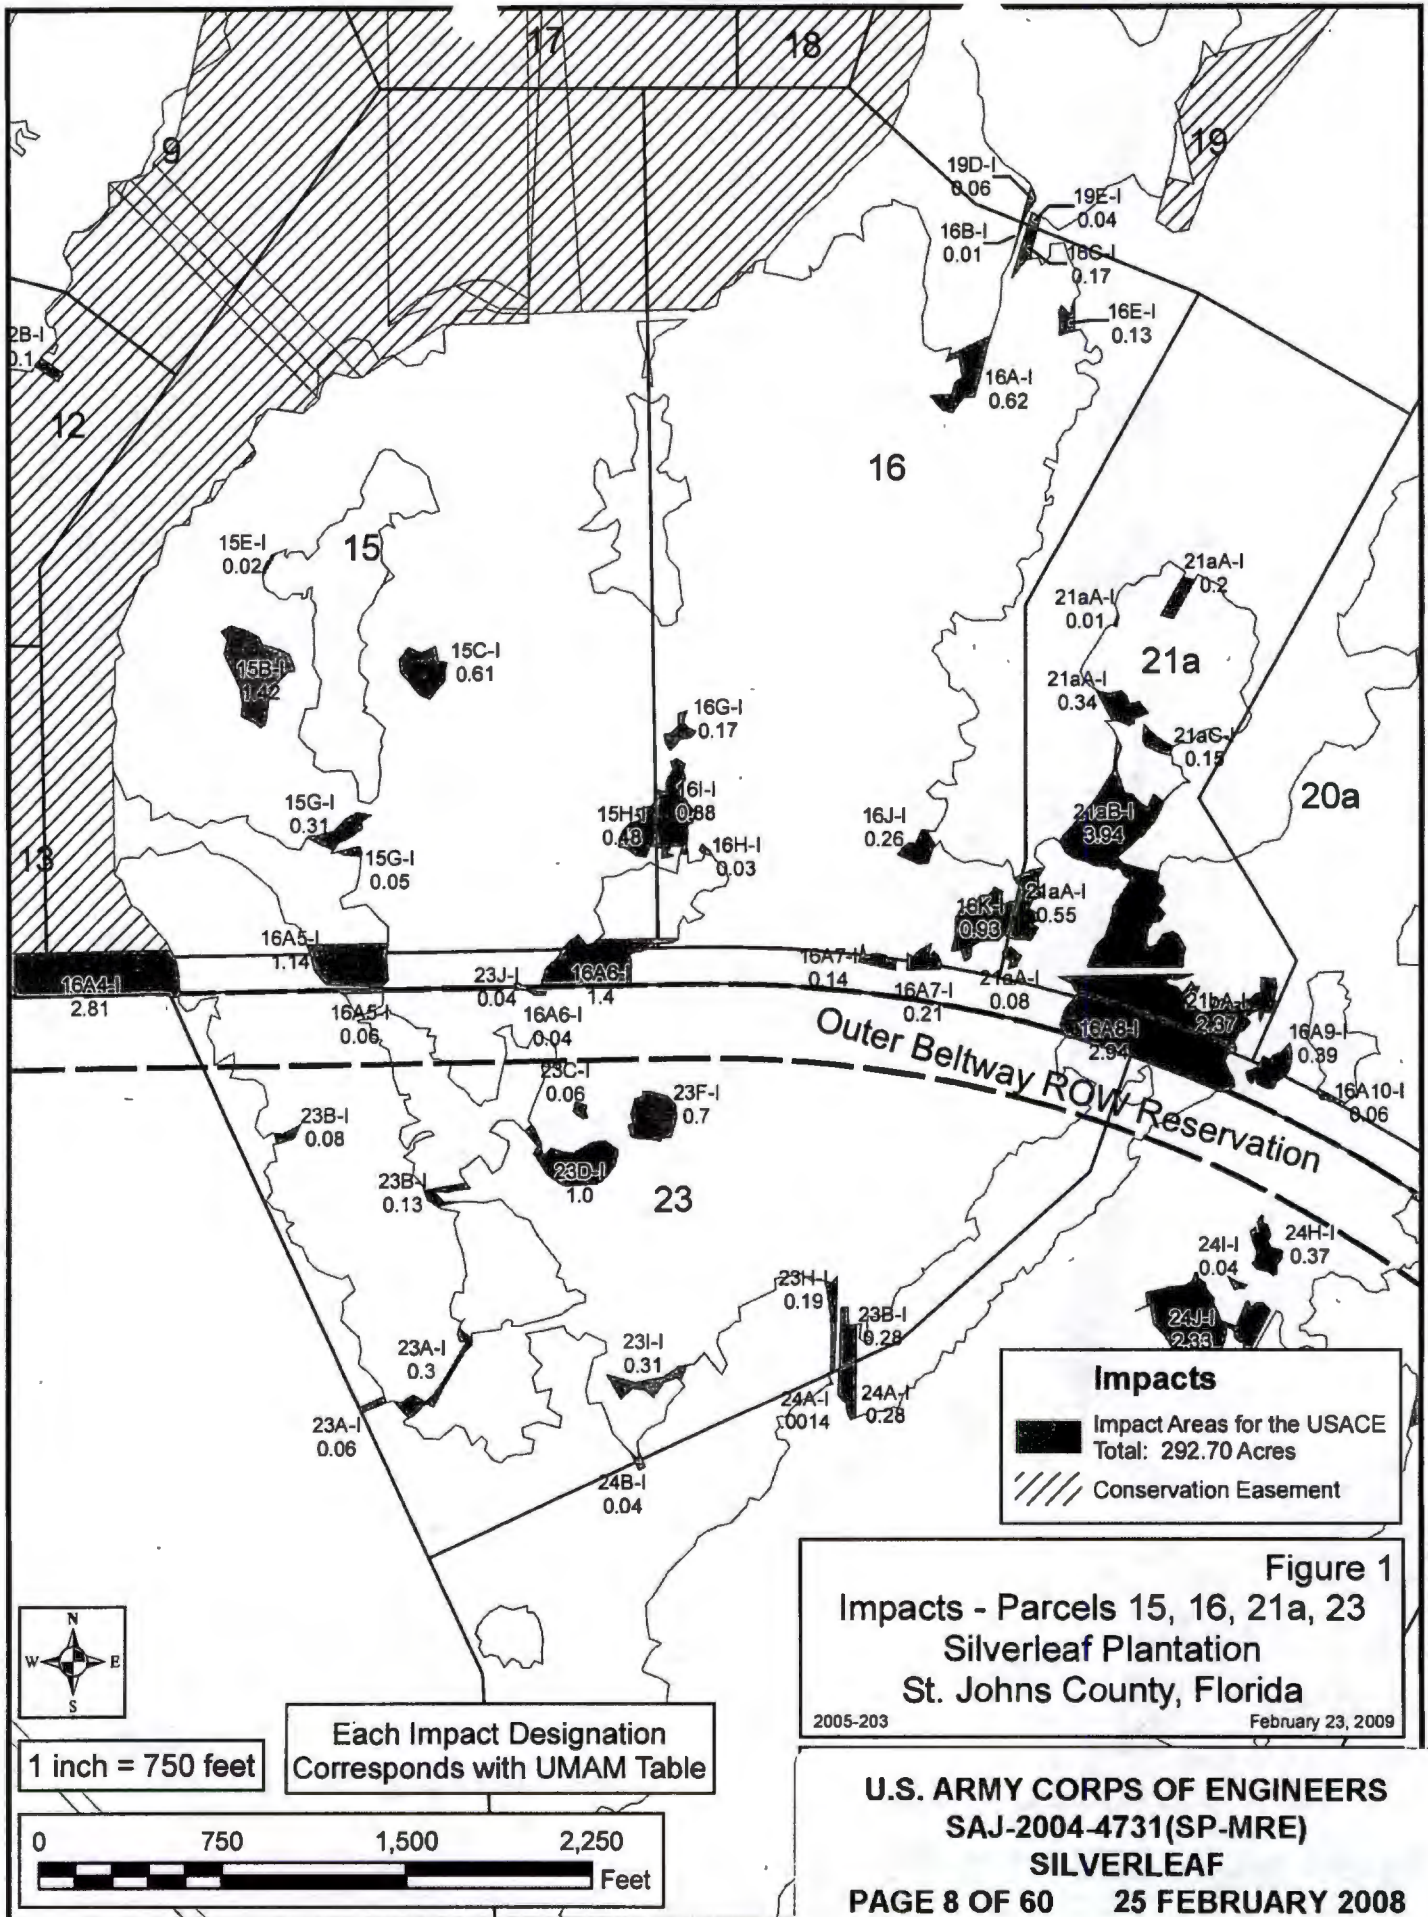 17
18
9
19
19D-I
0.06
19E-I
0.04
16B-I
0.01
0.17
16E-I
0.13
2B-I
0.1
16A-I
0.62
12
16
15E-I
0.02
15
21aA-I
0.2
21aA-I
0.01
15B-I
1.42
15C-I
0.61
21a
21aA-I
0.34
16G-I
0.17
21aC-I
0.15
20a
15G-I
0.31
15H-I
0.48
16I-I
0.88
16J-I
0.26
21aB-I
3.94
13
15G-I
0.05
16H-I
0.03
16K-I
0.93
21aA-I
0.55
16A5-I
1.14
16A4-I
2.81
23J-I
0.04
16A6-I
1.4
16A7-I
0.14
16A7-I
0.21
21aA-I
0.08
21bA-I
2.37
16A5-I
0.06
16A6-I
0.04
16A8-I
2.94
16A9-I
0.39
16A10-I
0.06
Outer Beltway ROW Reservation
23C-I
0.06
23F-I
0.7
23B-I
0.08
23D-I
1.0
23B-I
0.13
23
24H-I
0.37
24I-I
0.04
23H-I
0.19
23B-I
0.28
24J-I
2.33
23A-I
0.3
23I-I
0.31
24A-I
.0014
24A-I
0.28
23A-I
0.06
24B-I
0.04
Impacts
Impact Areas for the USACE
Total: 292.70 Acres
Conservation Easement
Figure 1
Impacts - Parcels 15, 16, 21a, 23
Silverleaf Plantation
St. Johns County, Florida
2005-203 February 23, 2009
N
W E
S
1 inch = 750 feet
Each Impact Designation
Corresponds with UMAM Table
0 750 1,500 2,250
Feet
U.S. ARMY CORPS OF ENGINEERS
SAJ-2004-4731(SP-MRE)
SILVERLEAF
PAGE 8 OF 60 25 FEBRUARY 2008